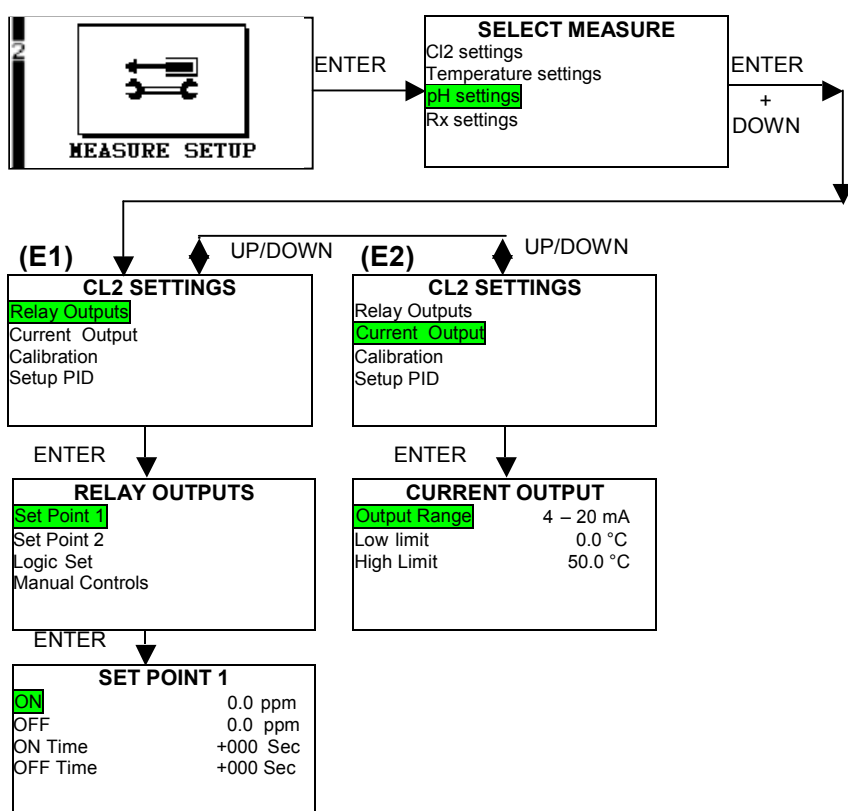 2
MEASURE SETUP
ENTER
SELECT MEASURE
Cl2 settings
Temperature settings
pH settings
Rx settings
ENTER
+
DOWN
(E1)
UP/DOWN
(E2)
UP/DOWN
CL2 SETTINGS
Relay Outputs
Current Output
Calibration
Setup PID
CL2 SETTINGS
Relay Outputs
Current Output
Calibration
Setup PID
ENTER
ENTER
RELAY OUTPUTS
Set Point 1
Set Point 2
Logic Set
Manual Controls
CURRENT OUTPUT
Output Range 4 – 20 mA
Low limit 0.0 °C
High Limit 50.0 °C
ENTER
SET POINT 1
ON 0.0 ppm
OFF 0.0 ppm
ON Time +000 Sec
OFF Time +000 Sec